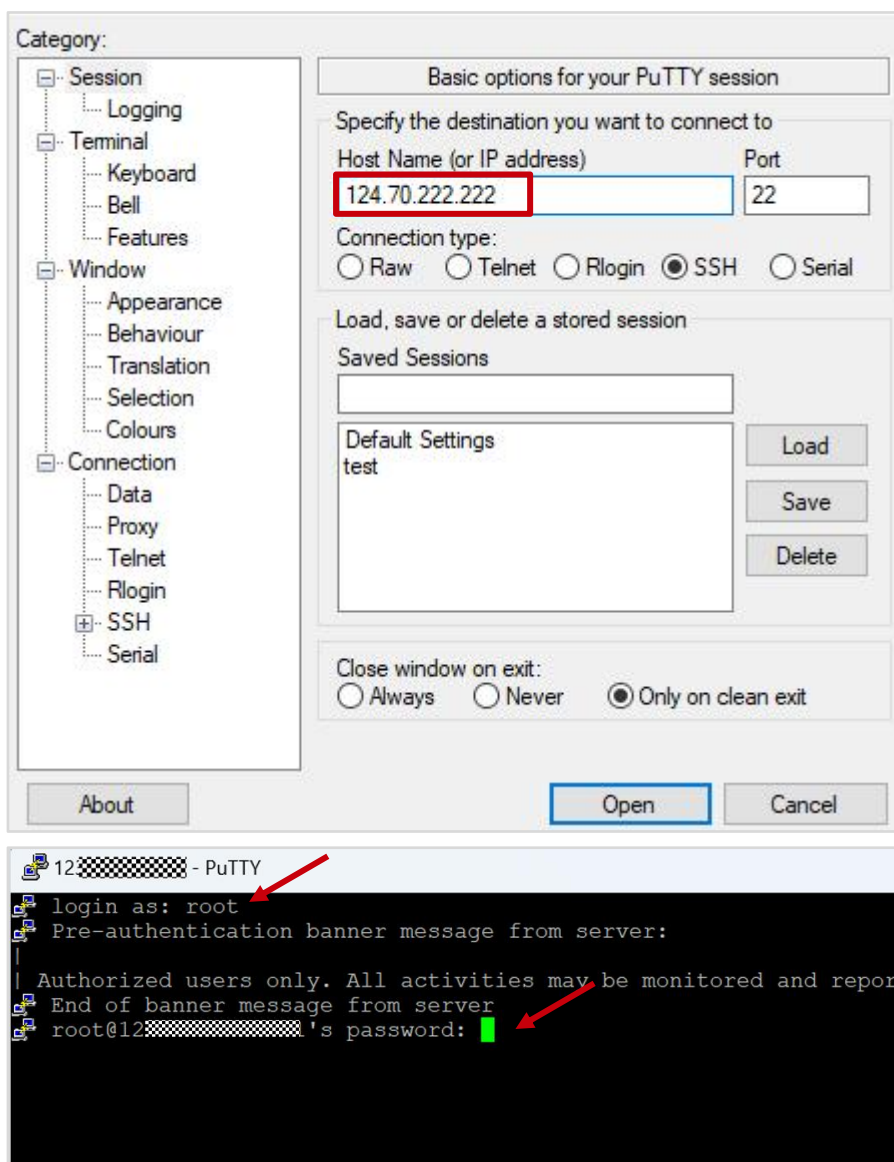 Category:
Session
Logging
Terminal
Keyboard
Bell
Features
Window
Appearance
Behaviour
Translation
Selection
Colours
Connection
Data
Proxy
Telnet
Rlogin
SSH
Serial
Basic options for your PuTTY session
Specify the destination you want to connect to
Host Name (or IP address) Port
124.70.222.222 22
Connection type:
Raw Telnet Rlogin SSH Serial
Load, save or delete a stored session
Saved Sessions
Default Settings
test
Load
Save
Delete
Close window on exit:
Always Never Only on clean exit
About Open Cancel
12 - PuTTY
login as: root
Pre-authentication banner message from server:
|
| Authorized users only. All activities may be monitored and repor
End of banner message from server
root@12 's password: